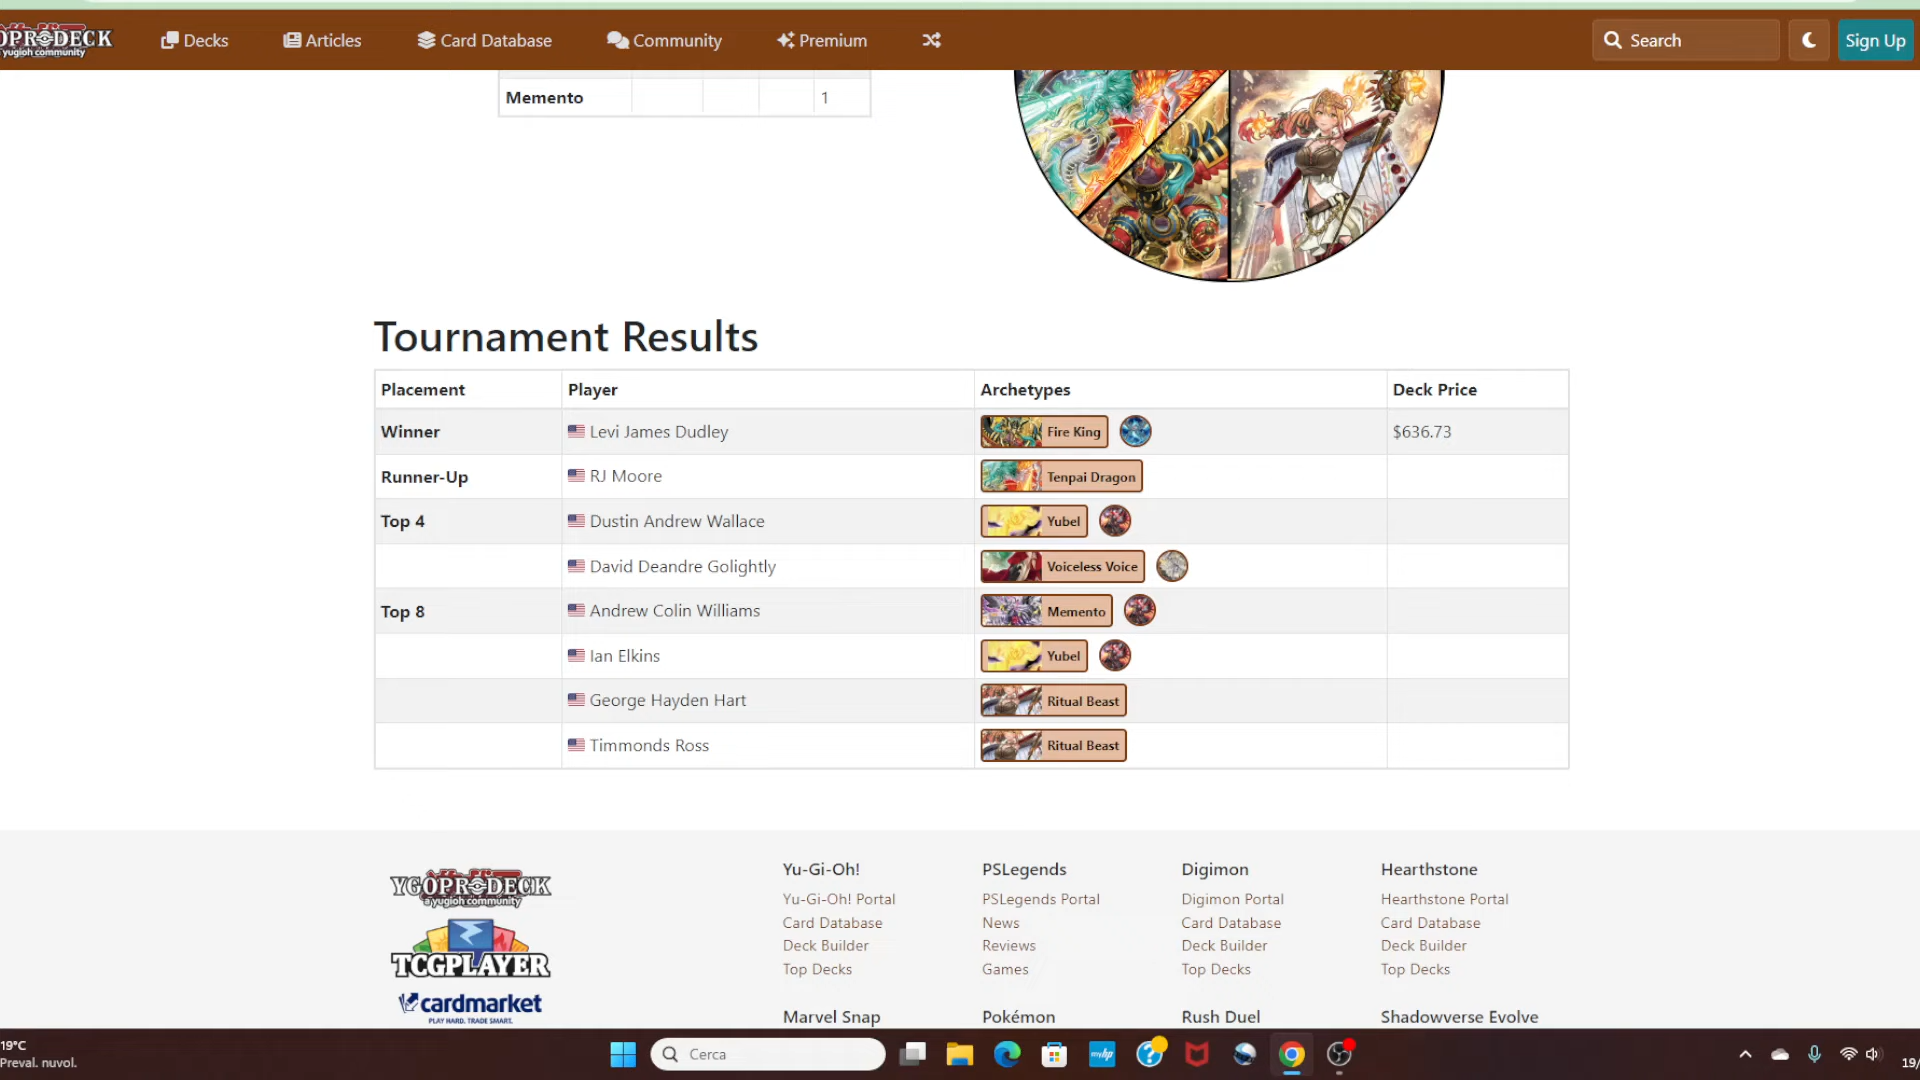 OPRODECK
yugioh community
Decks
Articles
Card Database
Community
Premium
Search
Sign Up
Memento 1
Tournament Results
Placement Player Archetypes Deck Price
Winner Levi James Dudley Fire King $636.73
Runner-Up RJ Moore Tenpai Dragon
Top 4 Dustin Andrew Wallace Yubel
David Deandre Golightly Voiceless Voice
Top 8 Andrew Colin Williams Memento
Ian Elkins Yubel
George Hayden Hart Ritual Beast
Timmonds Ross Ritual Beast
YGOPRODECK
a yugioh community
TCGPLAYER
cardmarket
PLAY HARD. TRADE SMART.
Yu-Gi-Oh!
Yu-Gi-Oh! Portal
Card Database
Deck Builder
Top Decks
Marvel Snap
PSLegends
PSLegends Portal
News
Reviews
Games
Pokémon
Digimon
Digimon Portal
Card Database
Deck Builder
Top Decks
Rush Duel
Hearthstone
Hearthstone Portal
Card Database
Deck Builder
Top Decks
Shadowverse Evolve
19°C
Preval. nuvol.
Cerca
myhp
19/